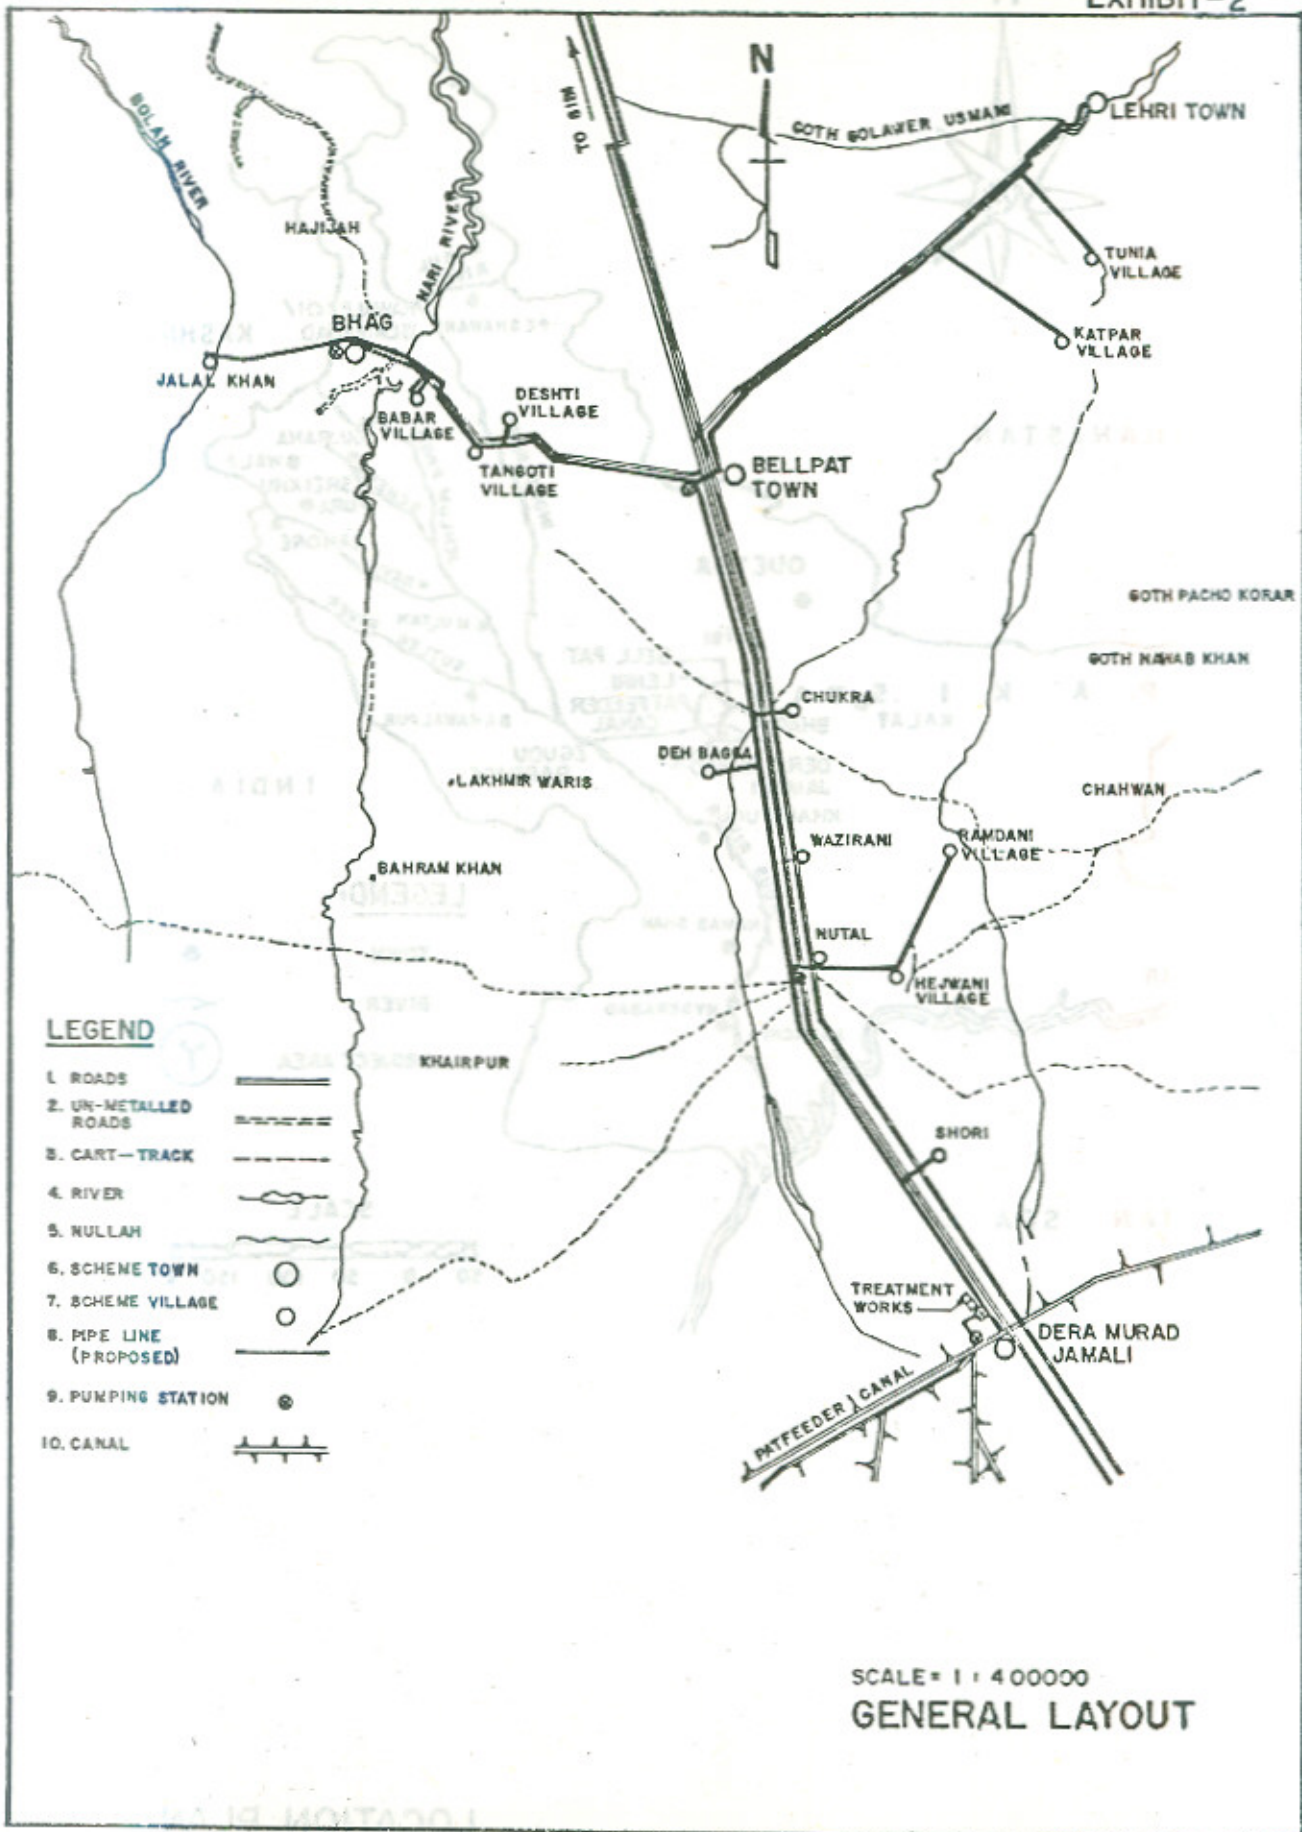 EXHIBIT-2
N
TO SIBI
BOLAN RIVER
NARI RIVER
GOTH GOLAWER USMANI
LEHRI TOWN
HAJIJAH
TUNIA
VILLAGE
BHAG
KATPAR
VILLAGE
JALAL KHAN
BABAR
VILLAGE
DESHTI
VILLAGE
TANGOTI
VILLAGE
BELLPAT
TOWN
GOTH PACHO KORAR
GOTH NAWAB KHAN
CHUKRA
DEH BAGGA
LAKHMIR WARIS
CHAHWAN
WAZIRANI
RAMDANI
VILLAGE
BAHRAM KHAN
NUTAL
HEJWANI
VILLAGE
KHAIRPUR
SHORI
TREATMENT
WORKS
DERA MURAD
JAMALI
PATFEEDER CANAL
LEGEND
1. ROADS
2. UN-METALLED
ROADS
3. CART-TRACK
4. RIVER
5. NULLAH
6. SCHEME TOWN
7. SCHEME VILLAGE
8. PIPE LINE
(PROPOSED)
9. PUMPING STATION
10. CANAL
SCALE = 1 : 400000
GENERAL LAYOUT